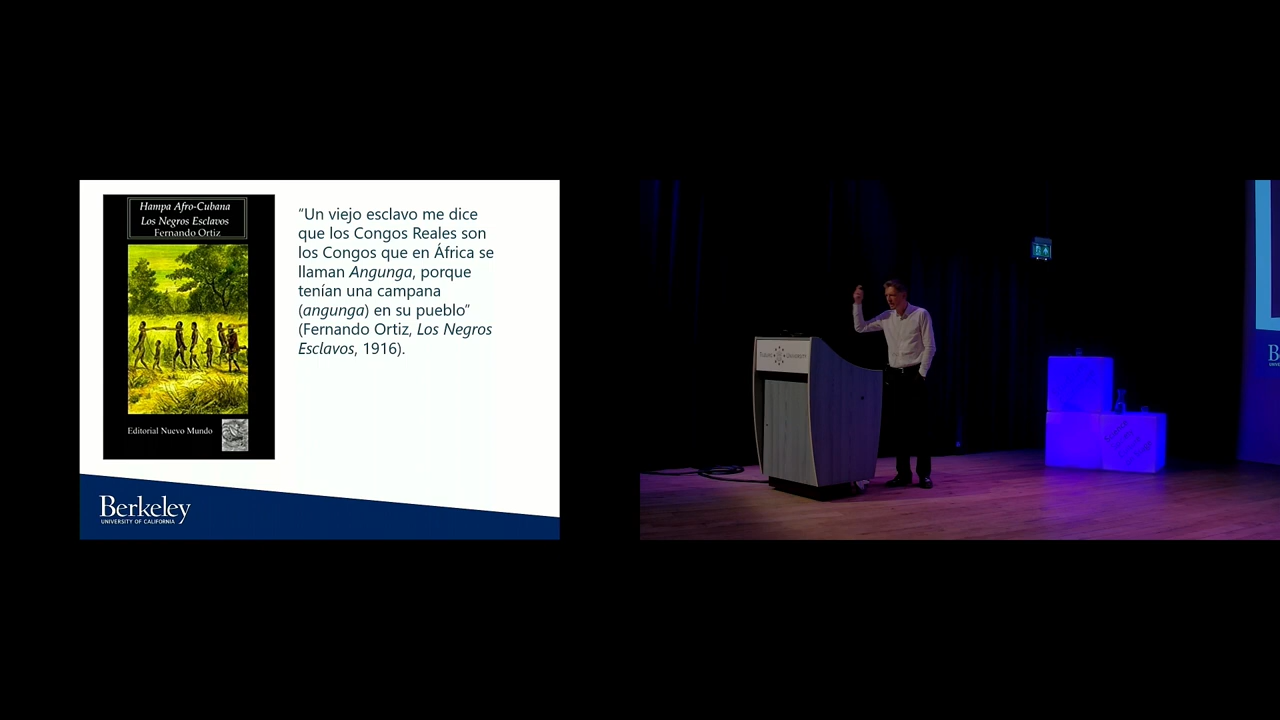 Hampa Afro-Cubana
Los Negros Esclavos
Fernando Ortiz
Editorial Nuevo Mundo
“Un viejo esclavo me dice
que los Congos Reales son
los Congos que en África se
llaman Angunga, porque
tenían una campana
(angunga) en su pueblo”
(Fernando Ortiz, Los Negros
Esclavos, 1916).
Berkeley
UNIVERSITY OF CALIFORNIA
Tilburg University